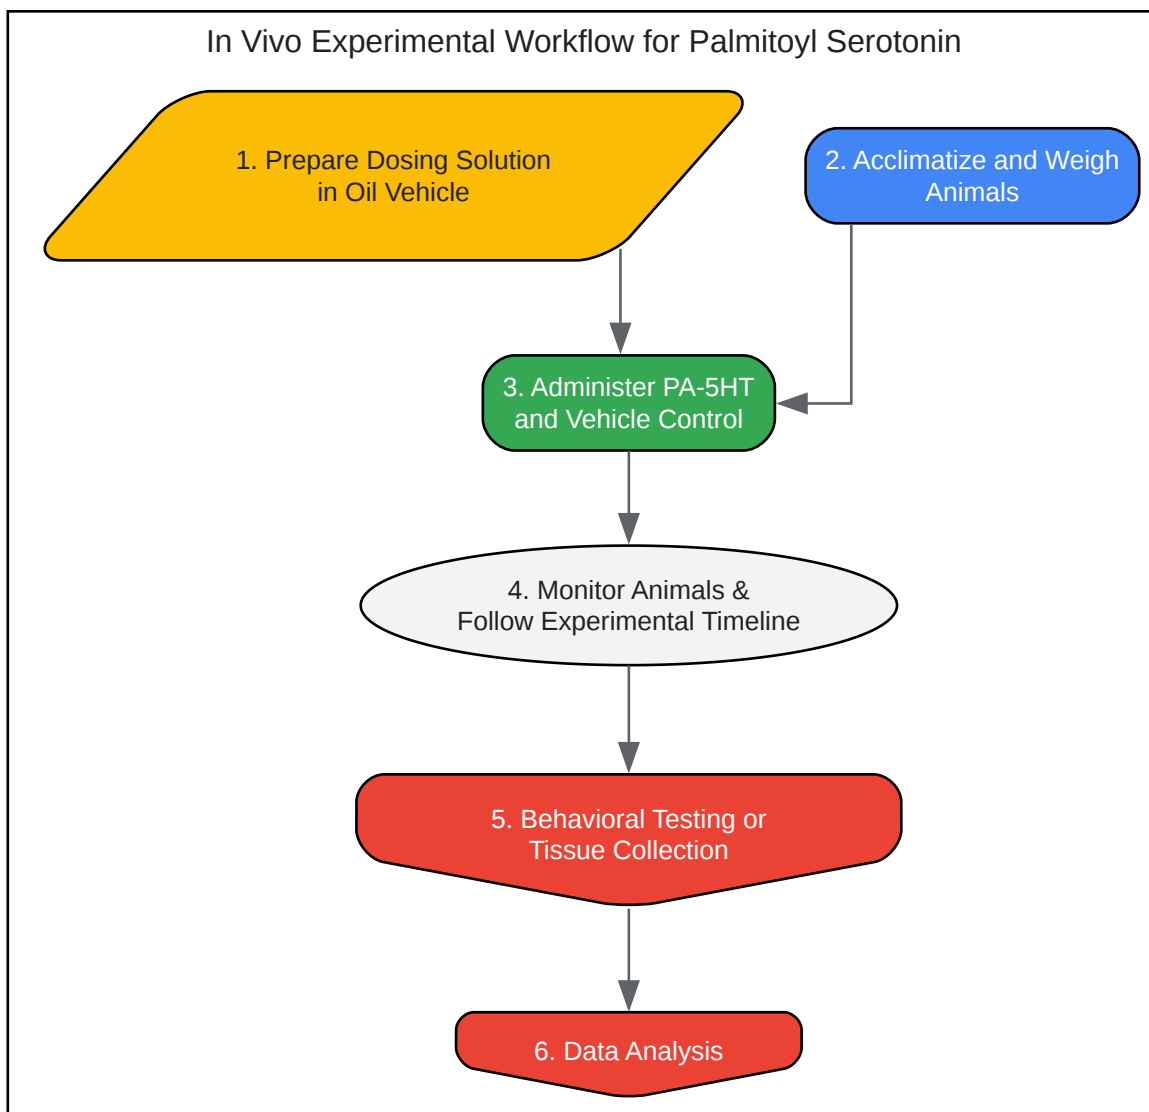 In Vivo Experimental Workflow for Palmitoyl Serotonin
1. Prepare Dosing Solution
in Oil Vehicle
2. Acclimatize and Weigh
Animals
3. Administer PA-5HT
and Vehicle Control
4. Monitor Animals &
Follow Experimental Timeline
5. Behavioral Testing or
Tissue Collection
6. Data Analysis